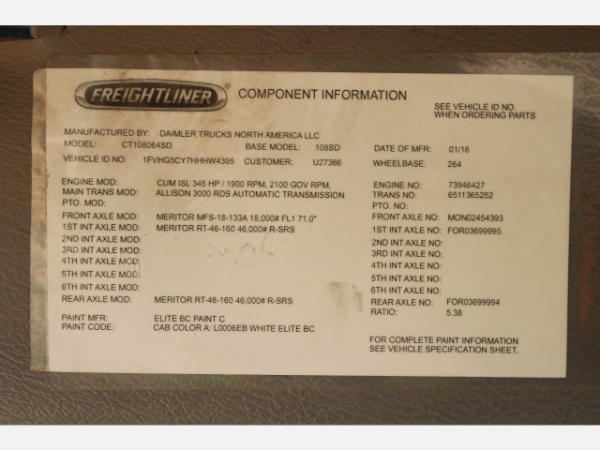 FREIGHTLINER® COMPONENT INFORMATION
SEE VEHICLE ID NO.
WHEN ORDERING PARTS
MANUFACTURED BY: DAIMLER TRUCKS NORTH AMERICA LLC
MODEL: CT108064SD BASE MODEL: 108SD DATE OF MFR: 01/16
VEHICLE ID NO: 1FVHG5CY7HHHW4395 CUSTOMER: U27366 WHEELBASE: 264
ENGINE MOD: CUM ISL 345 HP / 1900 RPM, 2100 GOV RPM, ENGINE NO: 73946427
MAIN TRANS MOD: ALLISON 3000 RDS AUTOMATIC TRANSMISSION TRANS NO: 6511365252
PTO. MOD: PTO. NO:
FRONT AXLE MOD: MERITOR MFS-18-133A 18,000# FL1 71.0" FRONT AXLE NO: MON02454393
1ST INT AXLE MOD: MERITOR RT-46-160 46,000# R-SRS 1ST INT AXLE NO: FOR03699995
2ND INT AXLE MOD: 2ND INT AXLE NO:
3RD INT AXLE MOD: 3RD INT AXLE NO:
4TH INT AXLE MOD: 4TH INT AXLE NO:
5TH INT AXLE MOD: 5TH INT AXLE NO:
6TH INT AXLE MOD: 6TH INT AXLE NO:
REAR AXLE MOD: MERITOR RT-46-160 46,000# R-SRS REAR AXLE NO: FOR03699994
RATIO: 5.38
PAINT MFR: ELITE BC PAINT C
PAINT CODE: CAB COLOR A: L0006EB WHITE ELITE BC
FOR COMPLETE PAINT INFORMATION
SEE VEHICLE SPECIFICATION SHEET.